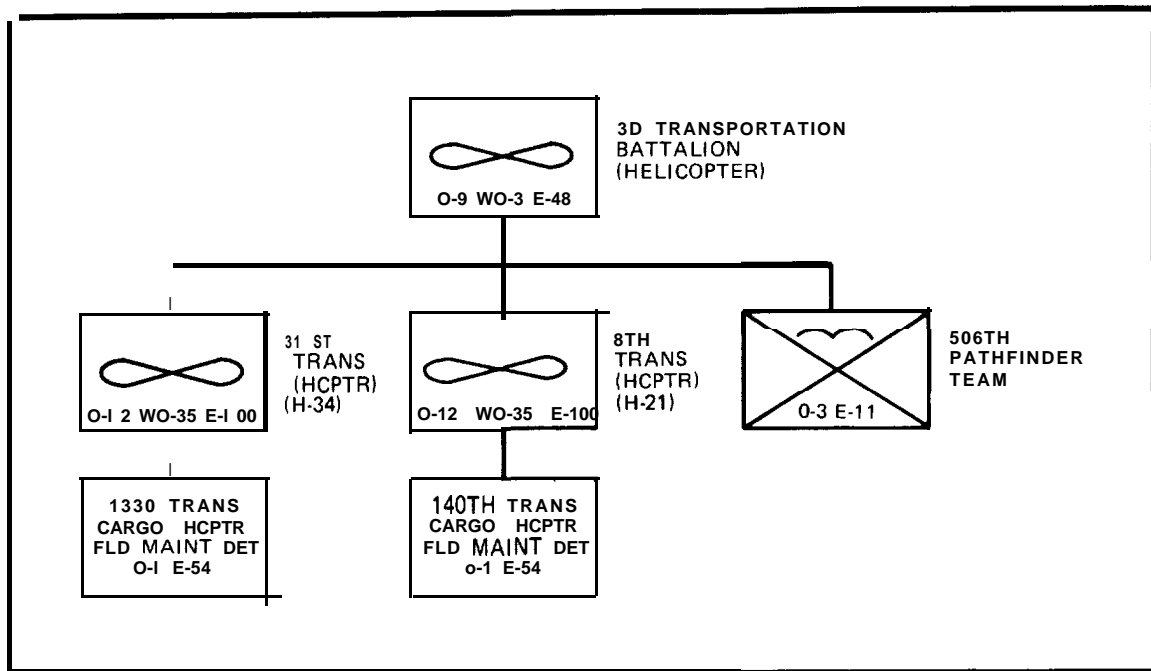 3D TRANSPORTATION
BATTALION
(HELICOPTER)
O-9 WO-3 E-48
31 ST
TRANS
(HCPTR)
(H-34)
O-I 2 WO-35 E-I 00
8TH
TRANS
(HCPTR)
(H-21)
O-12 WO-35 E-100
506TH
PATHFINDER
TEAM
O-3 E-11
1330 TRANS
CARGO HCPTR
FLD MAINT DET
O-I E-54
140TH TRANS
CARGO HCPTR
FLD MAINT DET
o-1 E-54